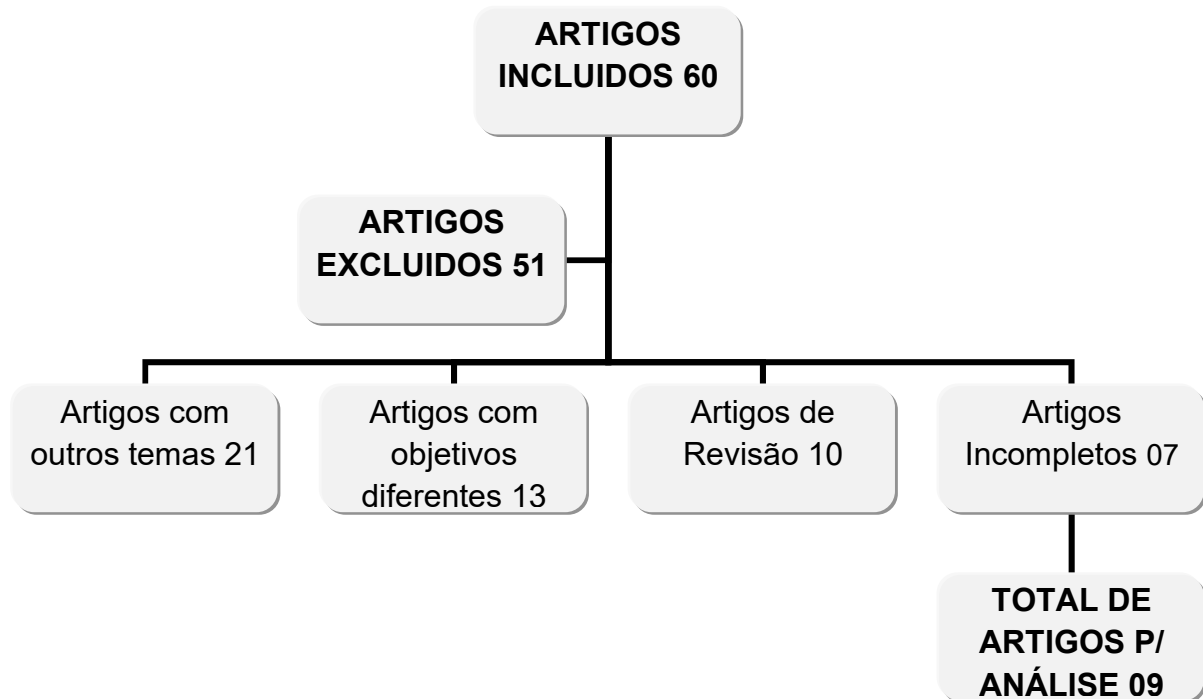 ARTIGOS
INCLUIDOS 60
ARTIGOS
EXCLUIDOS 51
Artigos com
outros temas 21
Artigos com
objetivos
diferentes 13
Artigos de
Revisão 10
Artigos
Incompletos 07
TOTAL DE
ARTIGOS P/
ANÁLISE 09